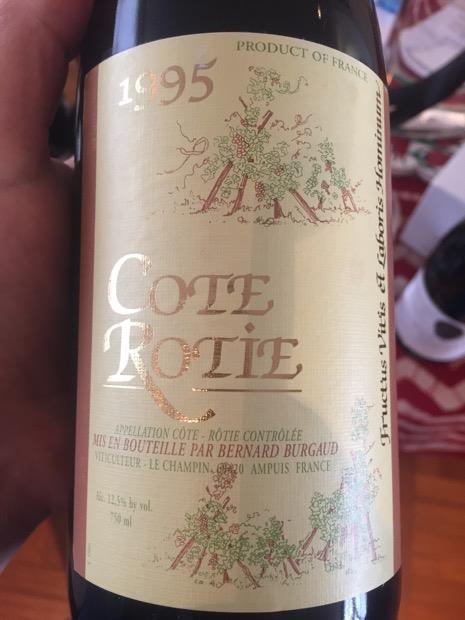 PRODUCT OF FRANCE
1995
Fructus Vitis et Laboris Hominum
COTE
ROTIE
APPELLATION CÔTE - RÔTIE CONTRÔLÉE
MIS EN BOUTEILLE PAR BERNARD BURGAUD
VITICULTEUR - LE CHAMPIN, 69420 AMPUIS FRANCE
Alc. 12,5% by vol.
750 ml